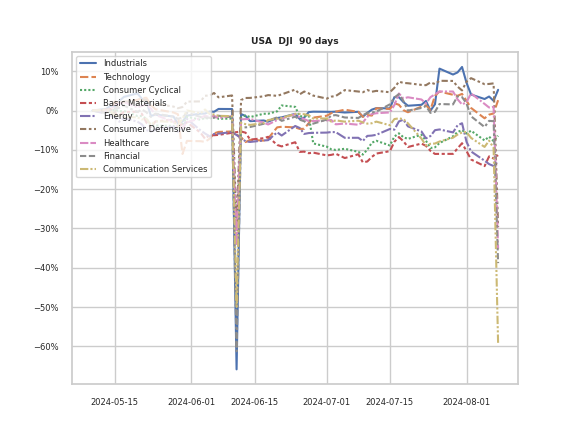 USA DJI 90 days
Industrials
Technology
Consumer Cyclical
Basic Materials
Energy
Consumer Defensive
Healthcare
Financial
Communication Services
10%
0%
−10%
−20%
−30%
−40%
−50%
−60%
2024-05-15 2024-06-01 2024-06-15 2024-07-01 2024-07-15 2024-08-01